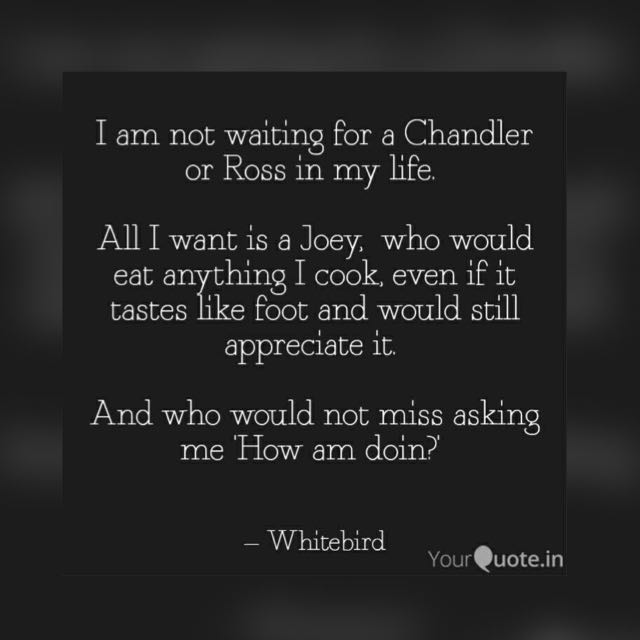 I am not waiting for a Chandler
or Ross in my life.
All I want is a Joey,  who would
eat anything I cook, even if it
tastes like foot and would still
appreciate it.
And who would not miss asking
me 'How am doin?'
– Whitebird
YourQuote.in